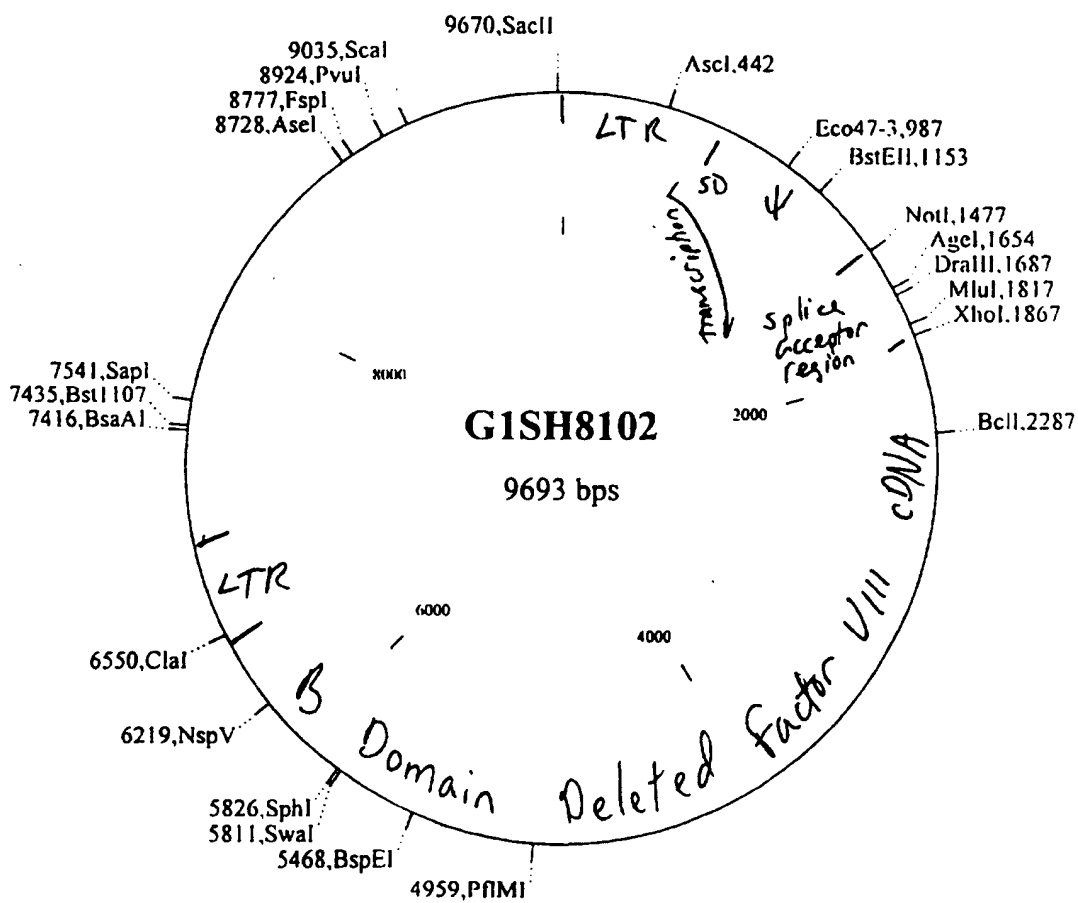 9670,SacII
9035,ScaI
8924,PvuI
8777,FspI
8728,AseI
AscI,442
Eco47-3,987
BstEII,1153
NotI,1477
AgeI,1654
DraIII,1687
MluI,1817
XhoI,1867
BclI,2287
LTR
SD
ψ
transcription
splice
acceptor
region
8000
2000
G1SH8102
9693 bps
7541,SapI
7435,Bst1107
7416,BsaAI
LTR
6000
4000
6550,ClaI
6219,NspV
5826,SphI
5811,SwaI
5468,BspEI
4959,PflMI
B Domain Deleted Factor VIII cDNA